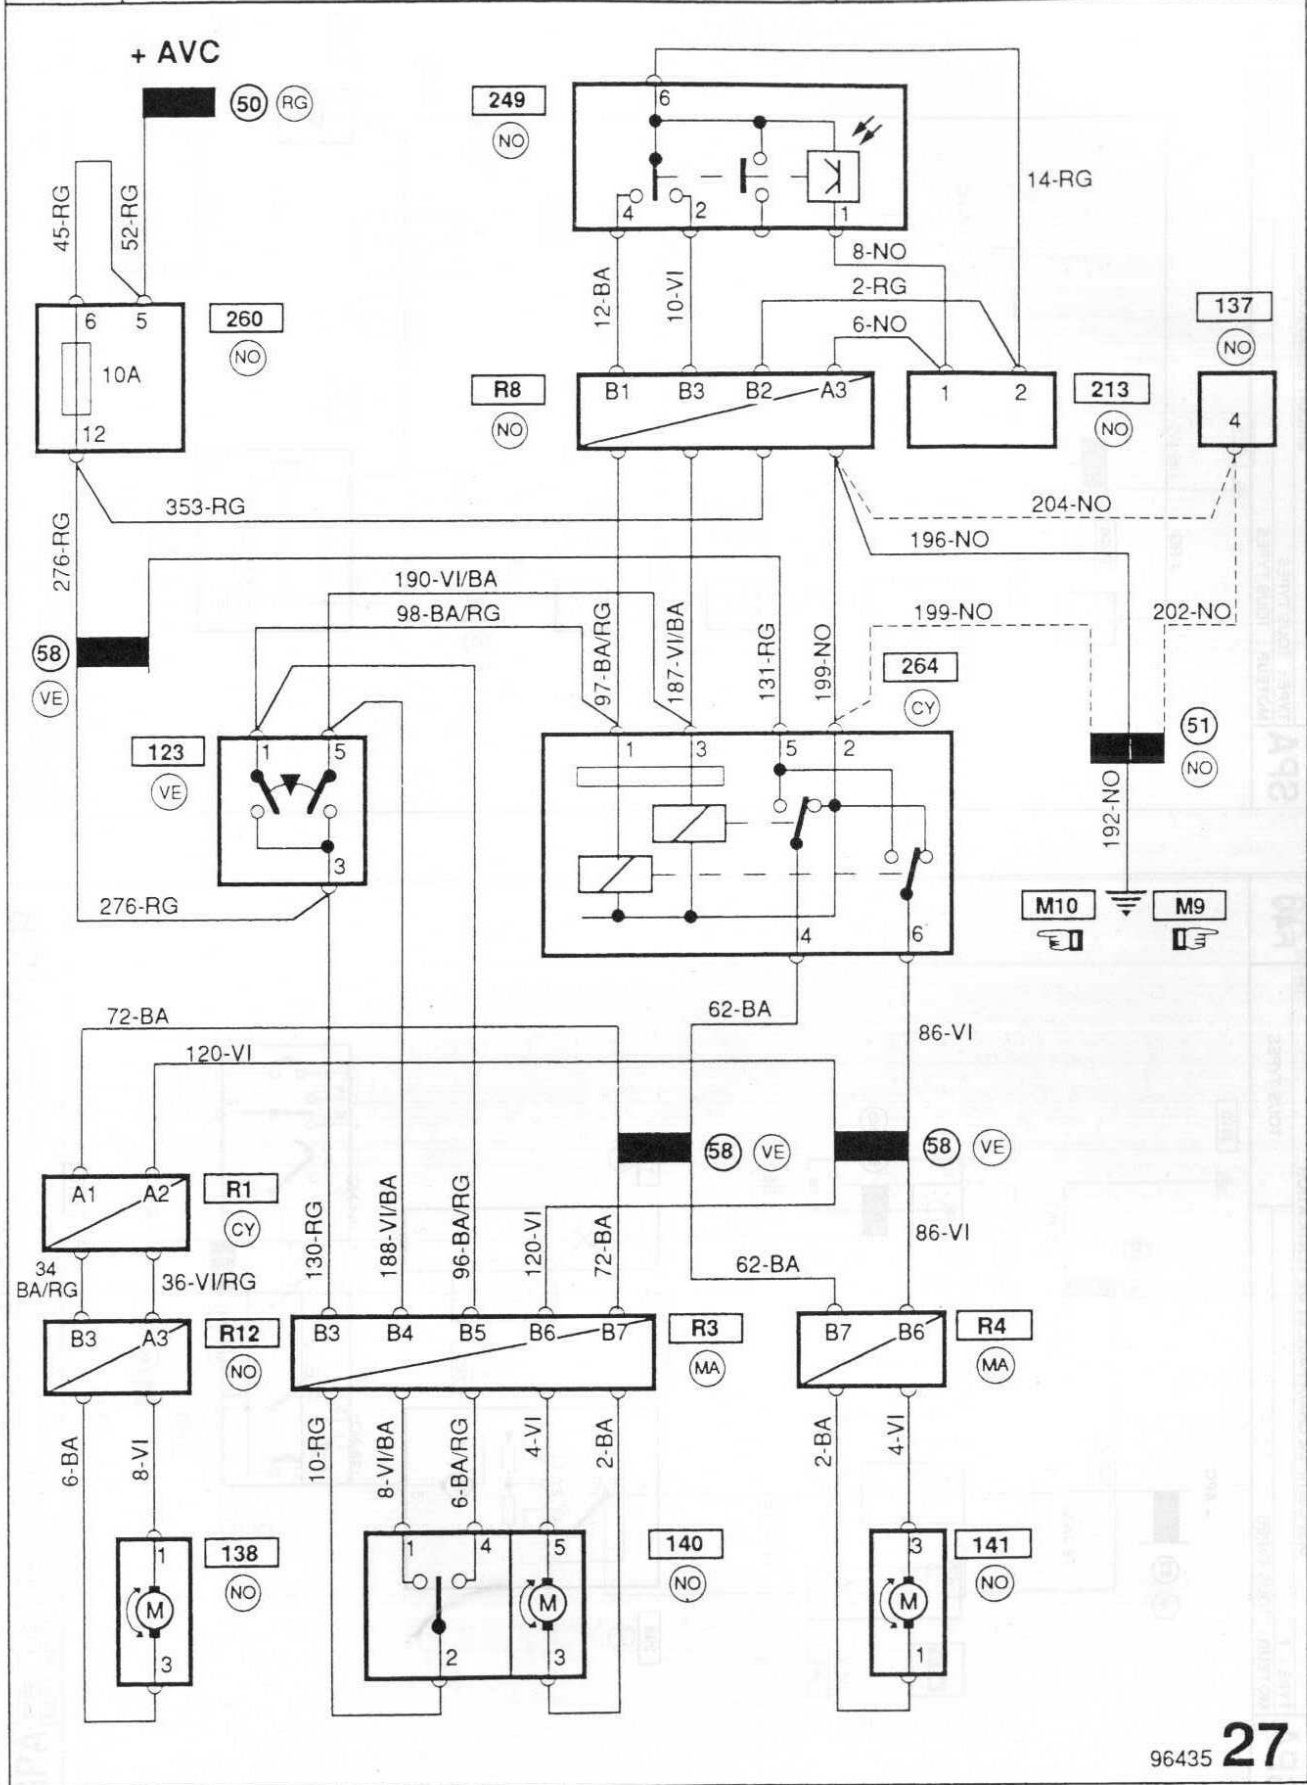 + AVC
50 RG
249
NO
6
4 2 1
14-RG
45-RG
52-RG
8-NO
2-RG
6-NO
12-BA
10-VI
6 5
260
NO
10A
12
137
NO
4
R8
NO
B1 B3 B2 A3
1 2
213
NO
353-RG
204-NO
276-RG
196-NO
190-VI/BA
98-BA/RG
199-NO
202-NO
97-BA/RG
187-VI/BA
131-RG
199-NO
58
VE
264
CY
51
NO
123
VE
1 5
3
1 3 5 2
192-NO
276-RG
4 6
M10
M9
72-BA
62-BA
86-VI
120-VI
58 VE
58 VE
A1 A2
R1
CY
130-RG
188-VI/BA
96-BA/RG
120-VI
72-BA
86-VI
62-BA
34
BA/RG
36-VI/RG
B3 A3
R12
NO
B3 B4 B5 B6 B7
R3
MA
B7 B6
R4
MA
6-BA
8-VI
10-RG
8-VI/BA
6-BA/RG
4-VI
2-BA
2-BA
4-VI
1
M
3
138
NO
1 4 5
M
2 3
140
NO
3
M
1
141
NO
96435 27